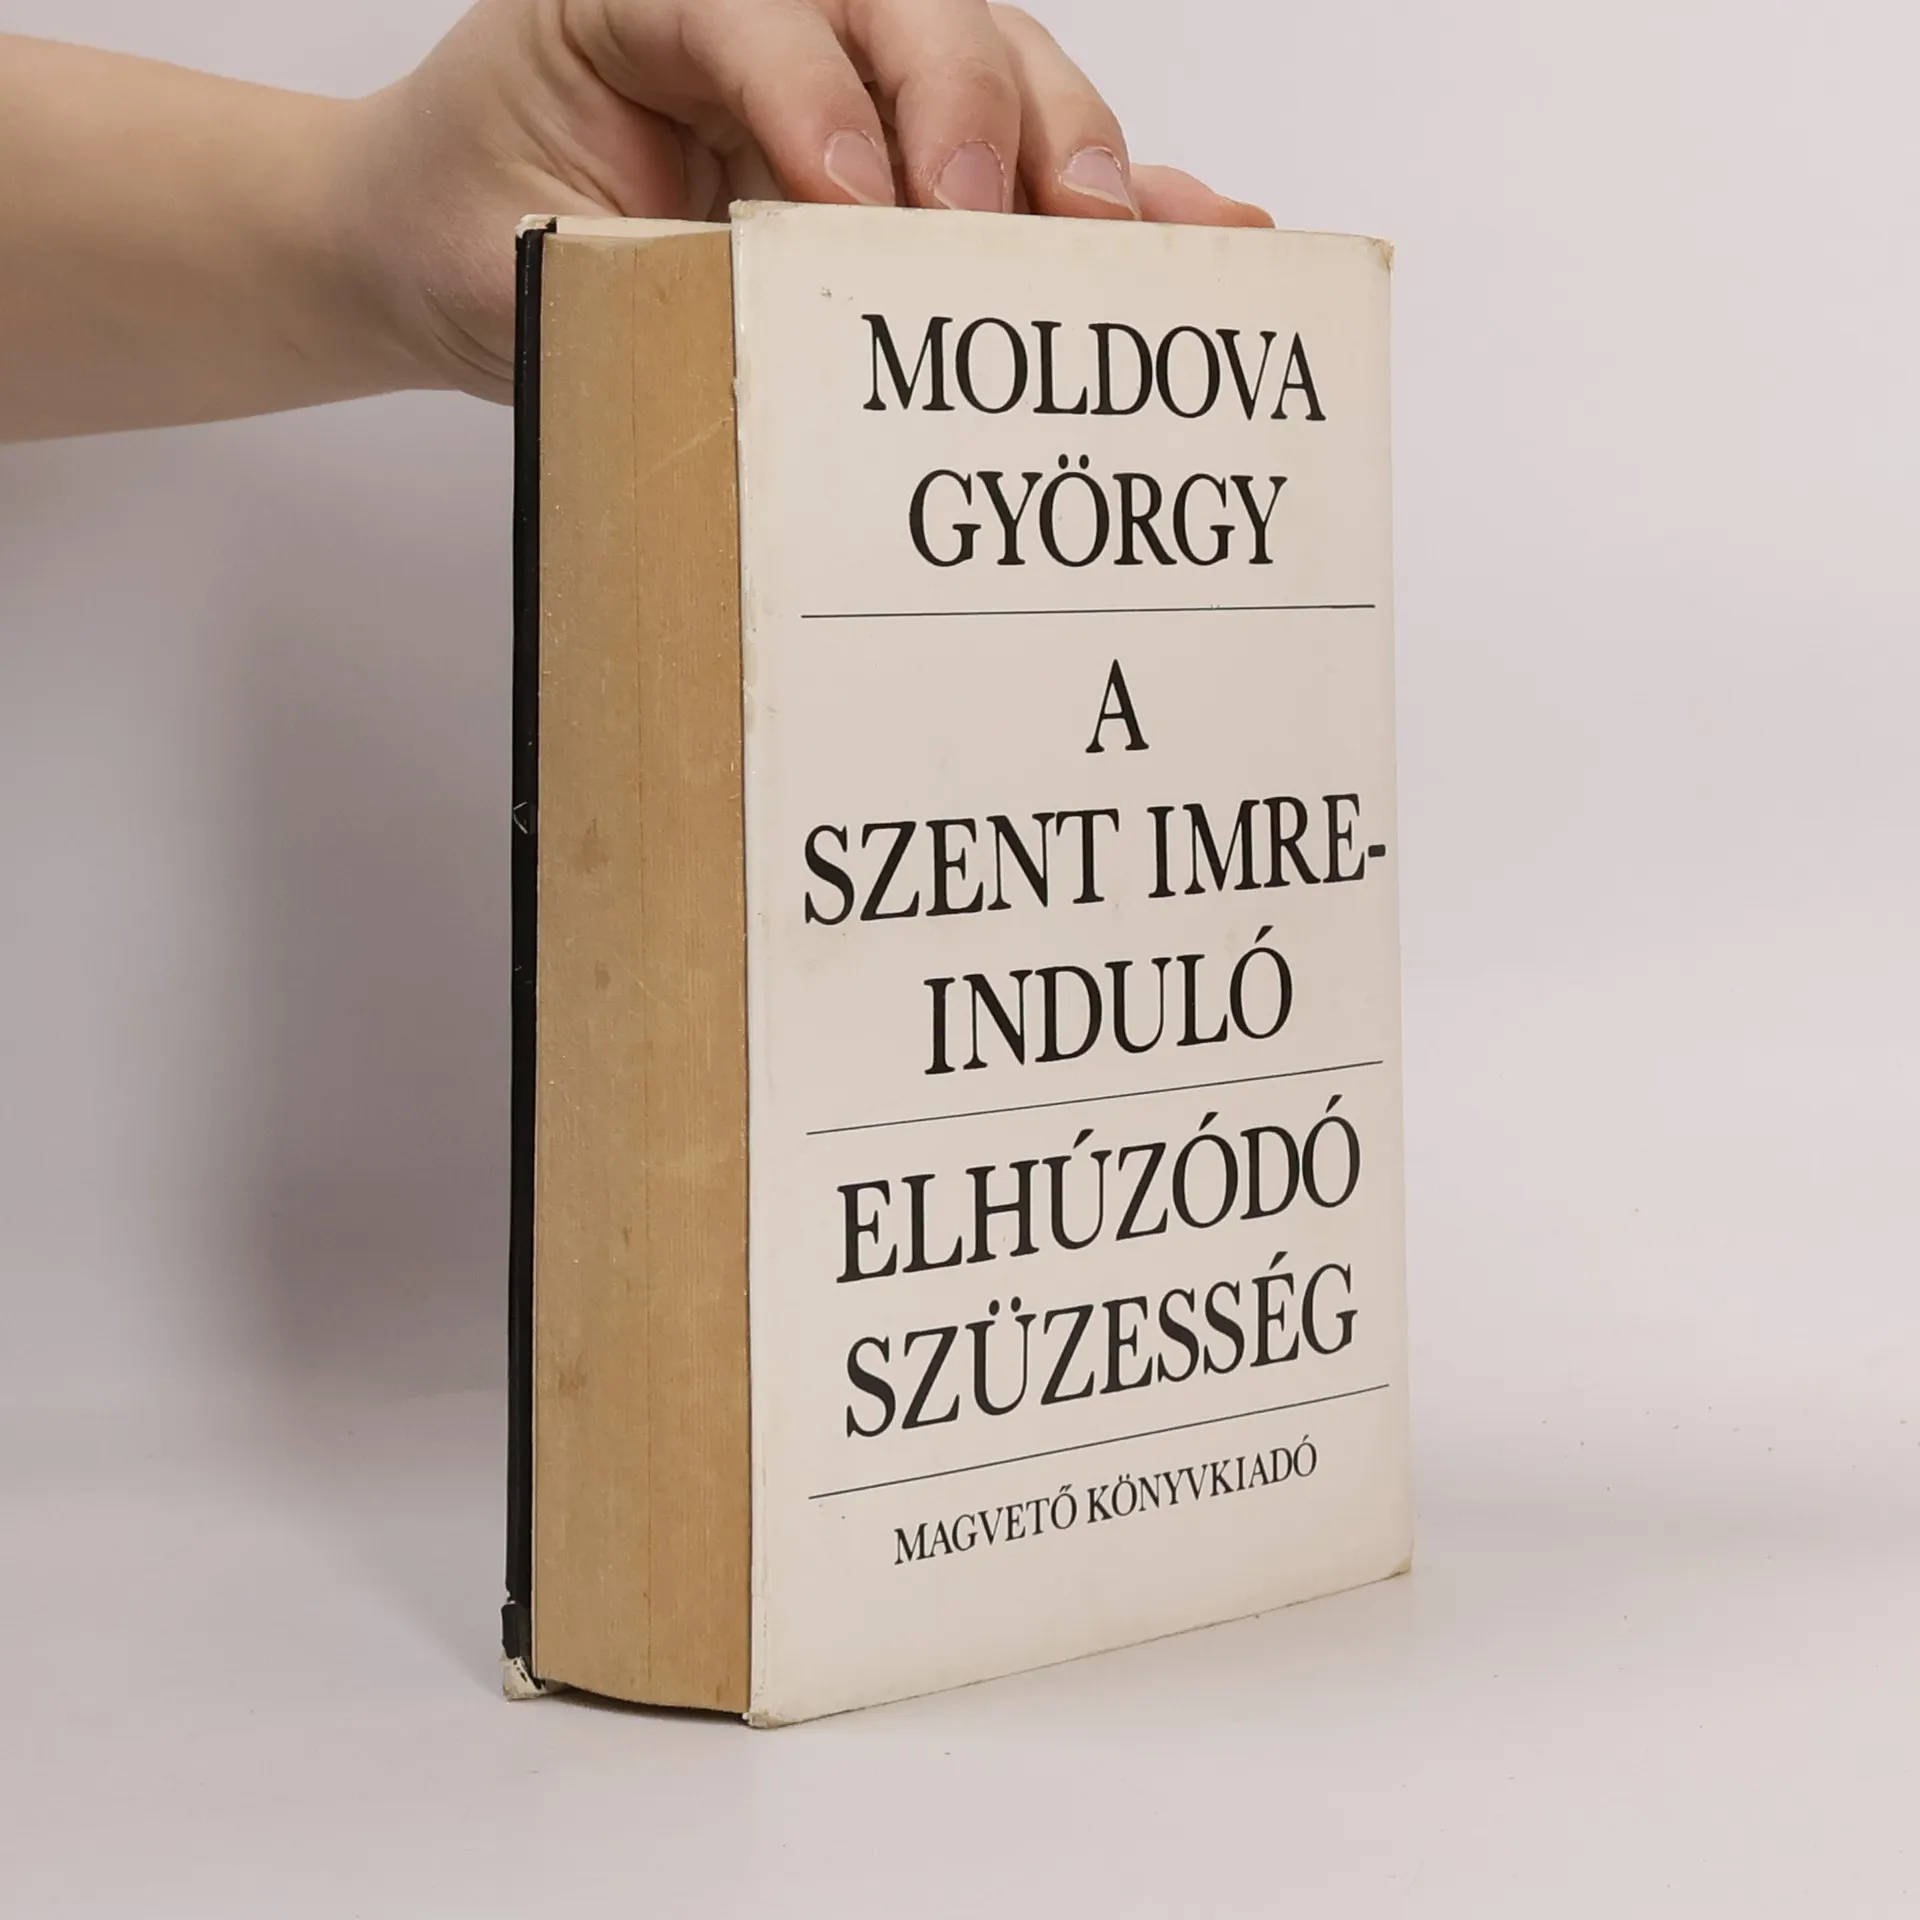 MOLDOVA
GYÖRGY
A
SZENT IMRE-
INDULÓ
ELHÚZÓDÓ
SZÜZESSÉG
MAGVETŐ KÖNYVKIADÓ